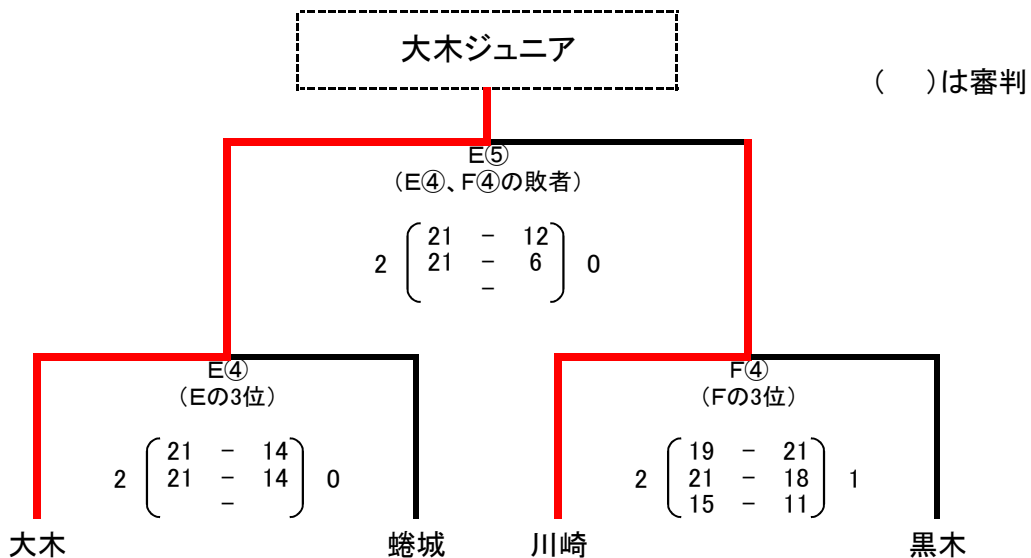 大木ジュニア
(　)は審判
E⑤
(E④、F④の敗者)
21 － 12
2 21 － 6 0
－
E④
(Eの3位)
F④
(Fの3位)
21 － 14
2 21 － 14 0
－
19 － 21
2 21 － 18 1
15 － 11
大木 蜷城 川崎 黒木